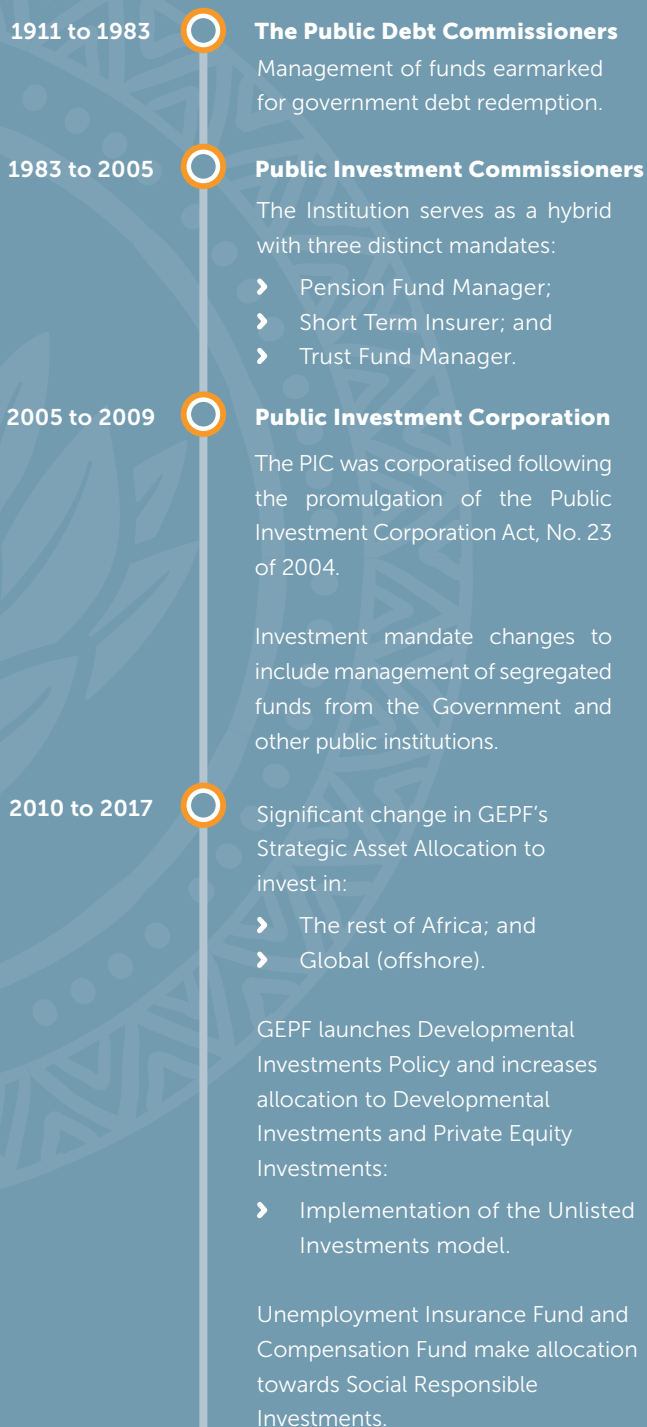 1911 to 1983
The Public Debt Commissioners
Management of funds earmarked
for government debt redemption.
1983 to 2005
Public Investment Commissioners
The Institution serves as a hybrid
with three distinct mandates:
Pension Fund Manager;
Short Term Insurer; and
Trust Fund Manager.
2005 to 2009
Public Investment Corporation
The PIC was corporatised following
the promulgation of the Public
Investment Corporation Act, No. 23
of 2004.
Investment mandate changes to
include management of segregated
funds from the Government and
other public institutions.
2010 to 2017
Significant change in GEPF’s
Strategic Asset Allocation to
invest in:
The rest of Africa; and
Global (offshore).
GEPF launches Developmental
Investments Policy and increases
allocation to Developmental
Investments and Private Equity
Investments:
Implementation of the Unlisted
Investments model.
Unemployment Insurance Fund and
Compensation Fund make allocation
towards Social Responsible
Investments.